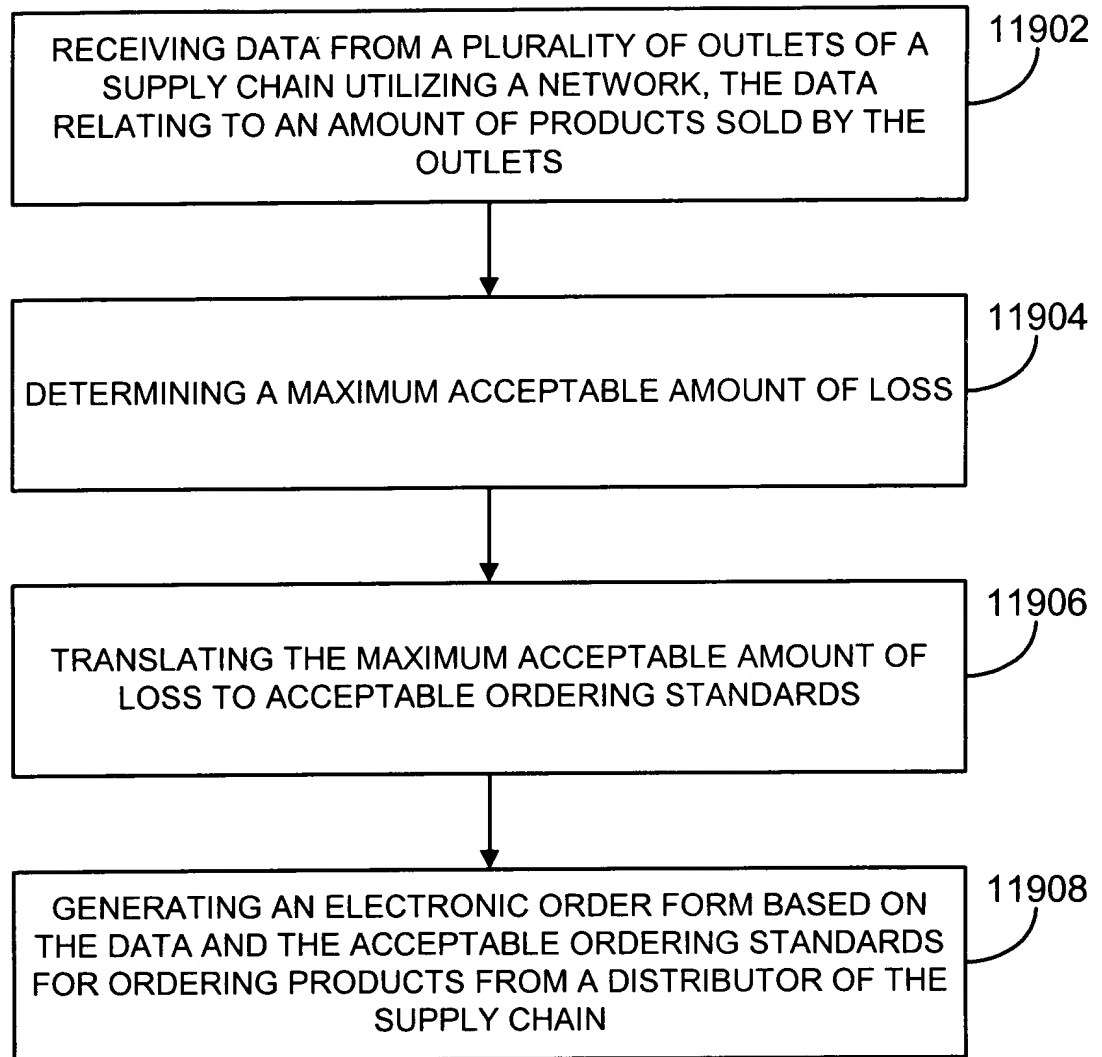 RECEIVING DATA FROM A PLURALITY OF OUTLETS OF A
SUPPLY CHAIN UTILIZING A NETWORK, THE DATA
RELATING TO AN AMOUNT OF PRODUCTS SOLD BY THE
OUTLETS
11902
DETERMINING A MAXIMUM ACCEPTABLE AMOUNT OF LOSS
11904
TRANSLATING THE MAXIMUM ACCEPTABLE AMOUNT OF
LOSS TO ACCEPTABLE ORDERING STANDARDS
11906
GENERATING AN ELECTRONIC ORDER FORM BASED ON
THE DATA AND THE ACCEPTABLE ORDERING STANDARDS
FOR ORDERING PRODUCTS FROM A DISTRIBUTOR OF THE
SUPPLY CHAIN
11908